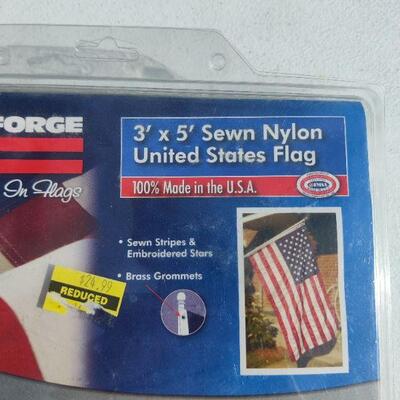 FORGE
In Flags
3' x 5' Sewn Nylon
United States Flag
100% Made in the U.S.A.
• Sewn Stripes &
Embroidered Stars
• Brass Grommets
$24.99
REDUCED